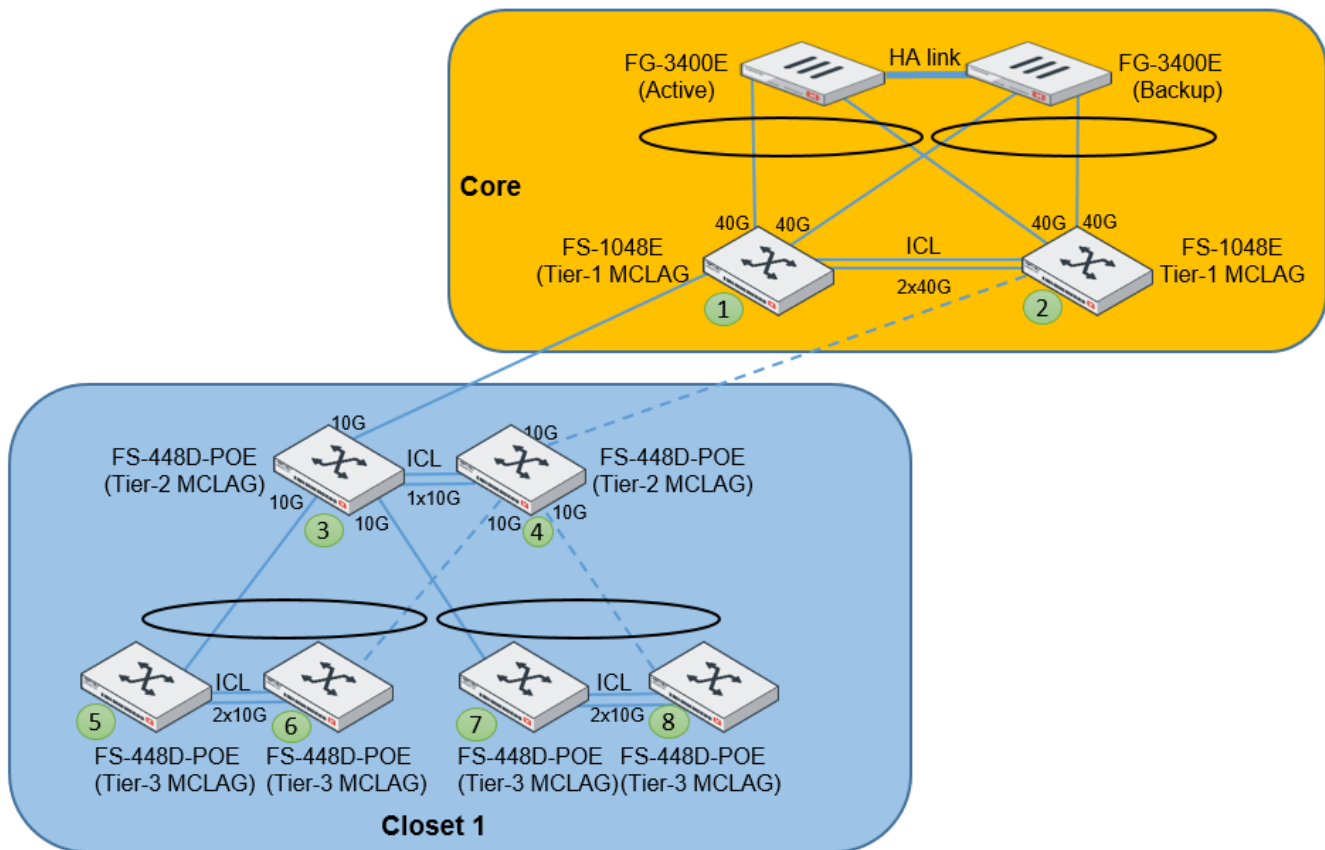 FG-3400E
(Active)
HA link
FG-3400E
(Backup)
Core
40G
40G
40G
40G
FS-1048E
(Tier-1 MCLAG
ICL
2x40G
FS-1048E
Tier-1 MCLAG
1
2
10G
10G
FS-448D-POE
(Tier-2 MCLAG)
ICL
1x10G
FS-448D-POE
(Tier-2 MCLAG)
10G
10G
10G
10G
3
4
ICL
2x10G
ICL
2x10G
5
6
7
8
FS-448D-POE
(Tier-3 MCLAG)
FS-448D-POE
(Tier-3 MCLAG)
FS-448D-POE
(Tier-3 MCLAG)
FS-448D-POE
(Tier-3 MCLAG)
Closet 1